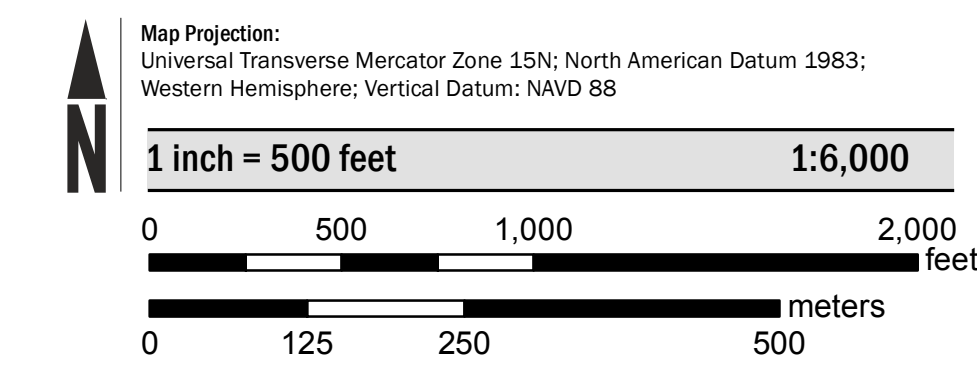 Map Projection:
Universal Transverse Mercator Zone 15N; North American Datum 1983;
Western Hemisphere; Vertical Datum: NAVD 88
N
1 inch = 500 feet 1:6,000
0 500 1,000 2,000
feet
meters
0 125 250 500